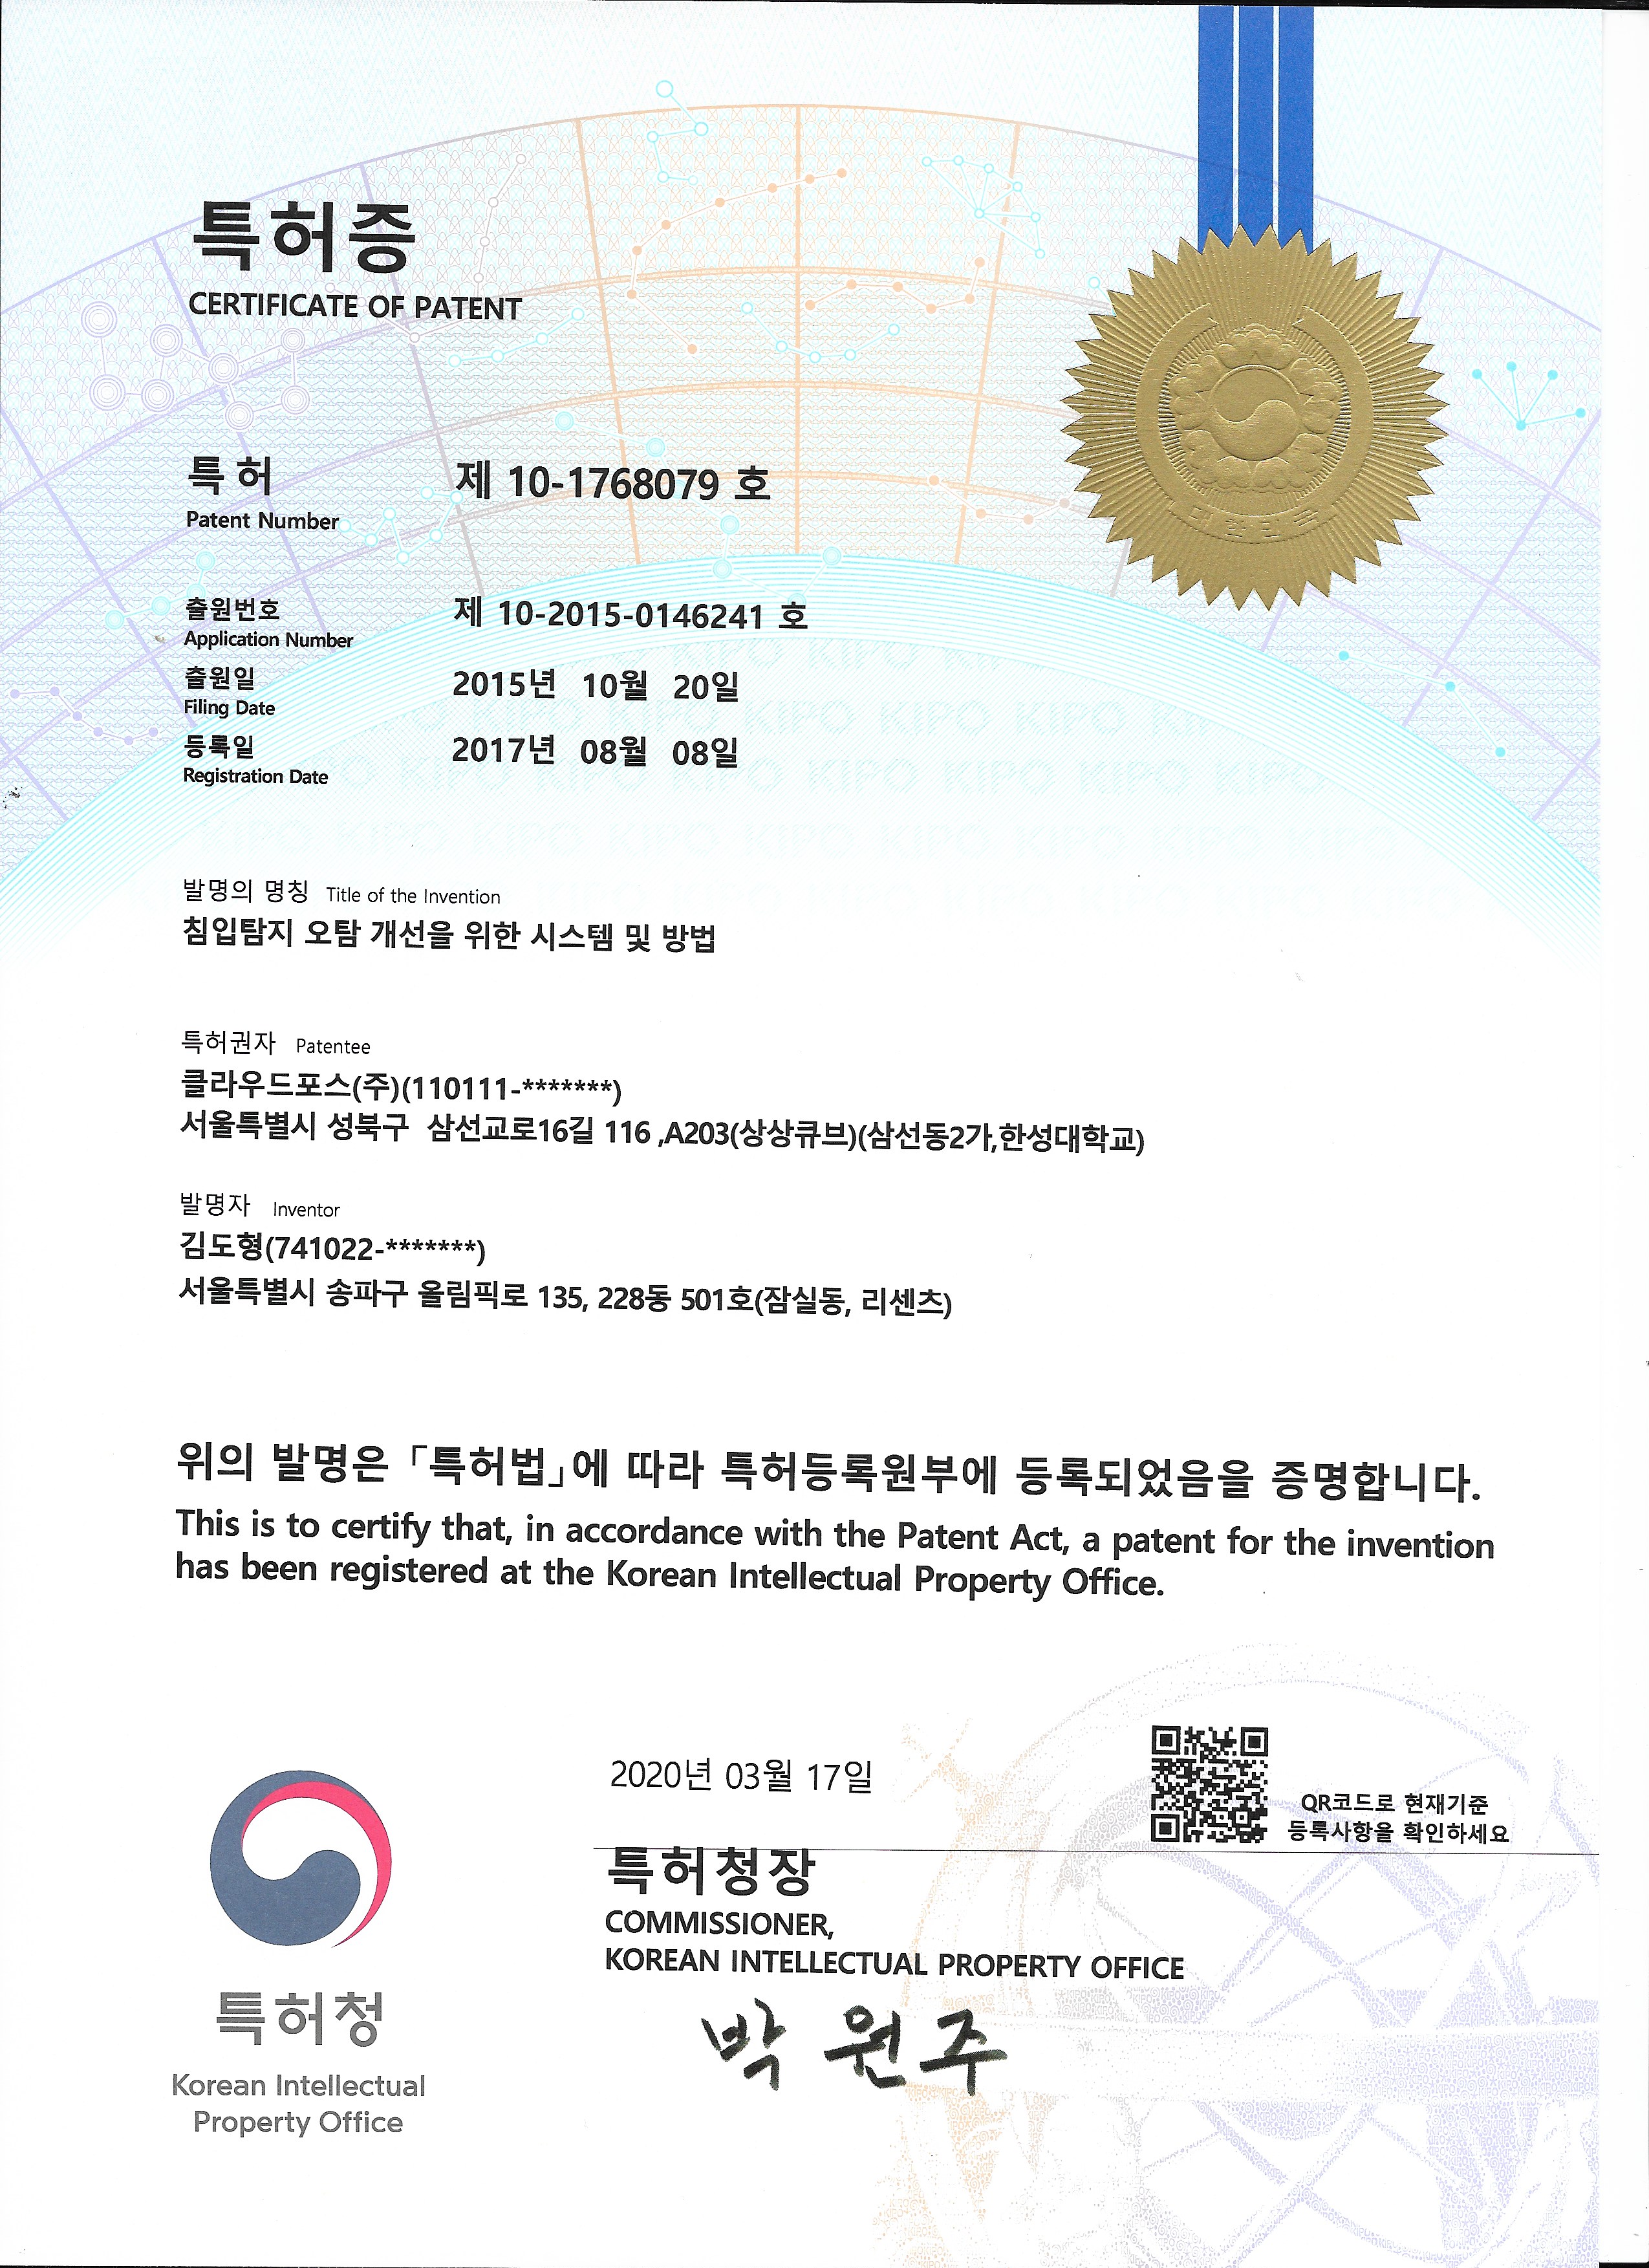 특허증
CERTIFICATE OF PATENT
대한민국
특 허 제 10-1768079 호
Patent Number
출원번호 제 10-2015-0146241 호
Application Number
출원일 2015년 10월 20일
Filing Date
등록일 2017년 08월 08일
Registration Date
발명의 명칭 Title of the Invention
침입탐지 오탐 개선을 위한 시스템 및 방법
특허권자 Patentee
클라우드포스(주)(110111-*******)
서울특별시 성북구 삼선교로16길 116 ,A203(상상큐브)(삼선동2가,한성대학교)
발명자 Inventor
김도형(741022-*******)
서울특별시 송파구 올림픽로 135, 228동 501호(잠실동, 리센츠)
위의 발명은 「특허법」에 따라 특허등록원부에 등록되었음을 증명합니다.
This is to certify that, in accordance with the Patent Act, a patent for the invention
has been registered at the Korean Intellectual Property Office.
2020년 03월 17일
QR코드로 현재기준
등록사항을 확인하세요
특허청장
COMMISSIONER,
KOREAN INTELLECTUAL PROPERTY OFFICE
박 원 주
특허청
Korean Intellectual
Property Office